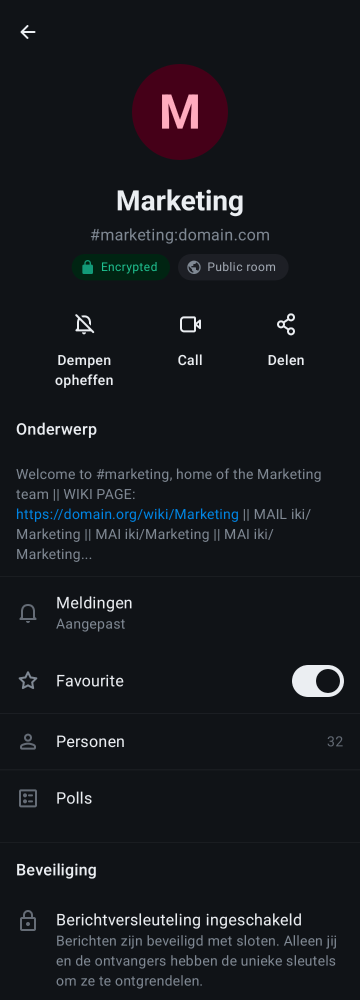 M
Marketing
#marketing:domain.com
Encrypted
Public room
Dempen
opheffen
Call
Delen
Onderwerp
Welcome to #marketing, home of the Marketing
team || WIKI PAGE:
https://domain.org/wiki/Marketing || MAIL iki/
Marketing || MAI iki/Marketing || MAI iki/
Marketing...
Meldingen
Aangepast
Favourite
Personen
32
Polls
Beveiliging
Berichtversleuteling ingeschakeld
Berichten zijn beveiligd met sloten. Alleen jij
en de ontvangers hebben de unieke sleutels
om ze te ontgrendelen.